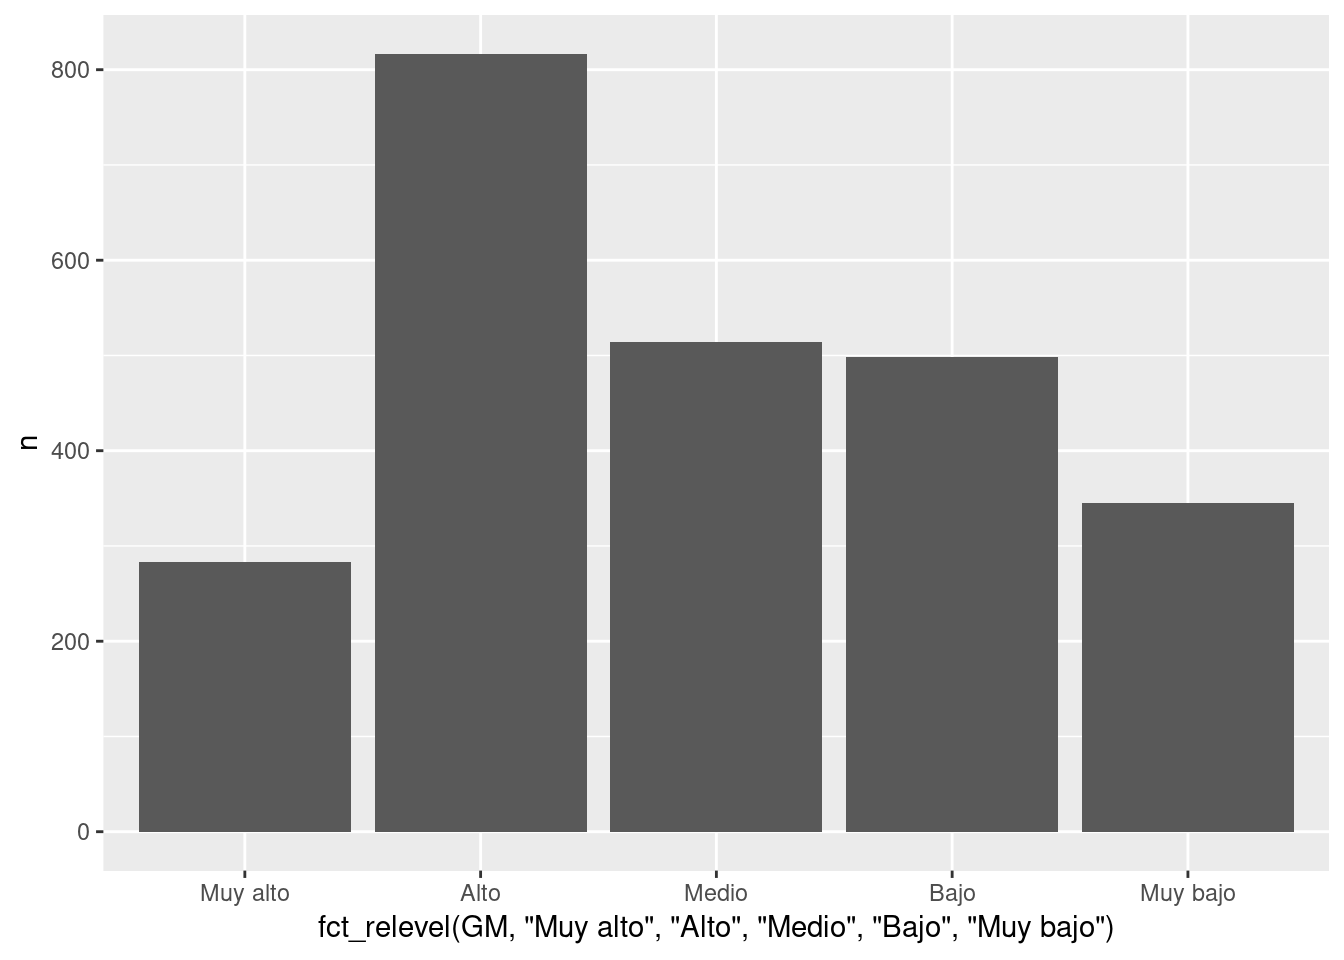 800
600
400
200
0
n
Muy alto Alto Medio Bajo Muy bajo
fct_relevel(GM, "Muy alto", "Alto", "Medio", "Bajo", "Muy bajo")